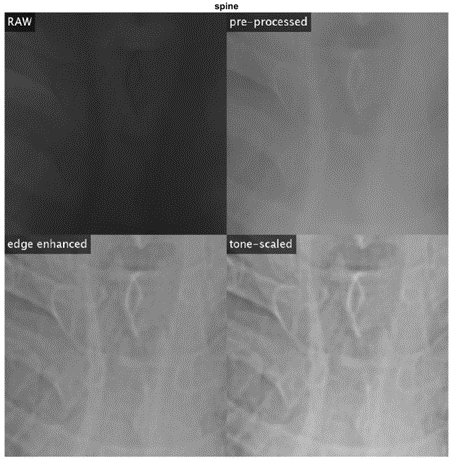 spine
RAW
pre-processed
edge enhanced
tone-scaled